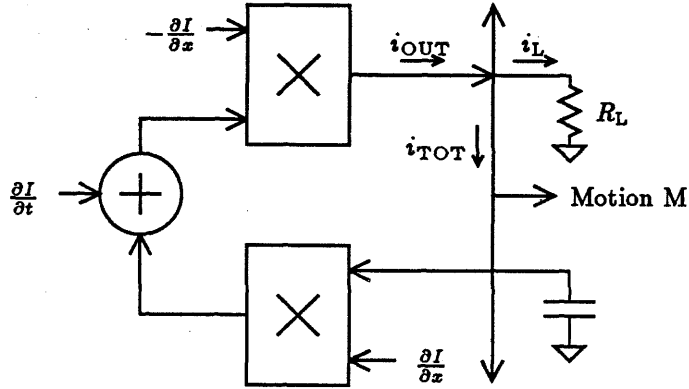 -∂I/∂x
×
i_OUT
i_L
R_L
i_TOT
∂I/∂t
+
Motion M
×
∂I/∂x